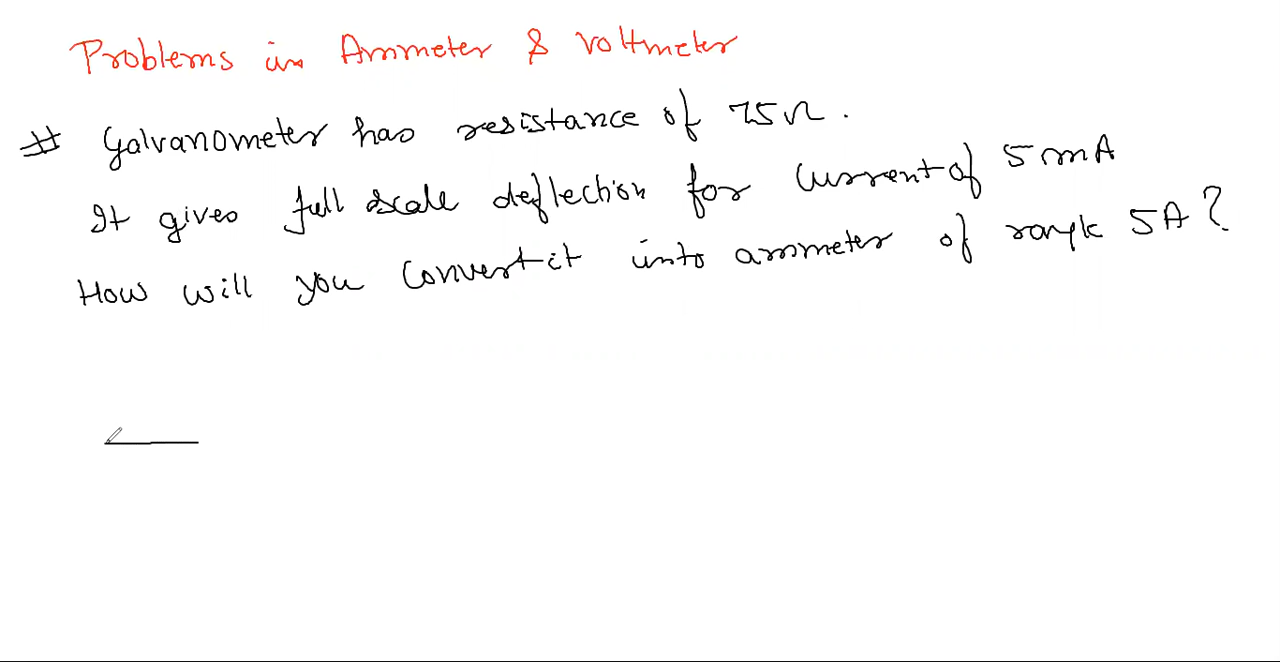 Problems in Ammeter & voltmeter
# Galvanometer has resistance of 75Ω.
It gives full scale deflection for current of 5mA
How will you convert it into ammeter of range 5A?